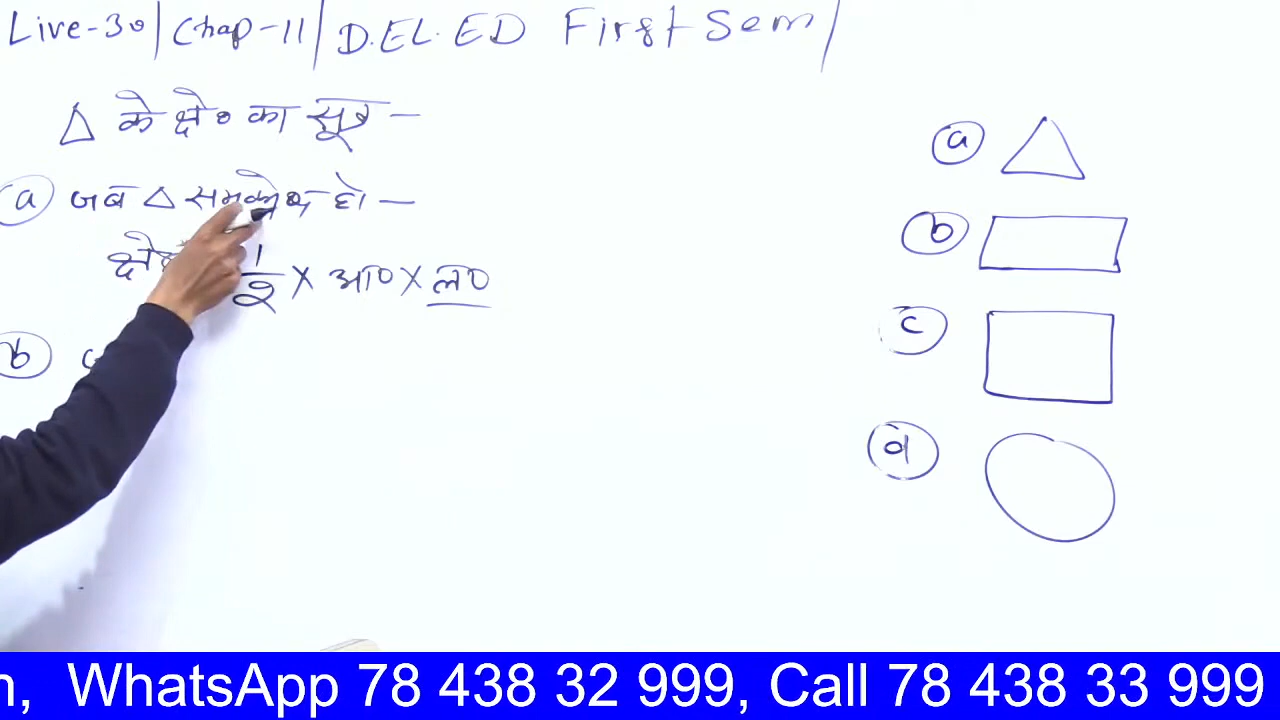 Live-30/Chap-11/D.EL.ED First Sem/
△ के क्षे० का सूत्र -
a जब △ समकोण हो -
1/2 × आ० × ल०
b
a
b
c
d
WhatsApp 78 438 32 999, Call 78 438 33 999